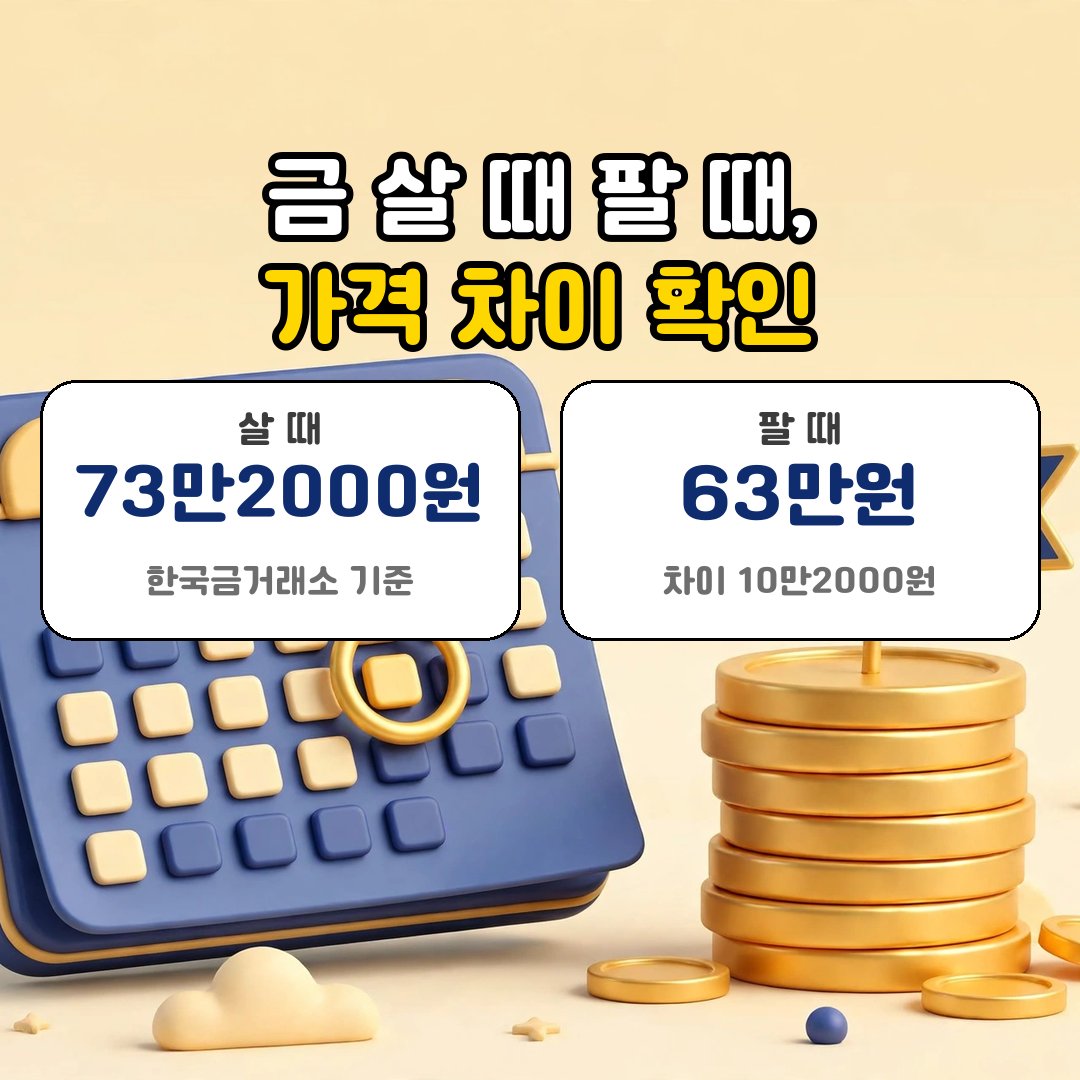 금 살 때 팔 때,
가격 차이 확인
살 때
73만2000원
한국금거래소 기준
팔 때
63만원
차이 10만2000원